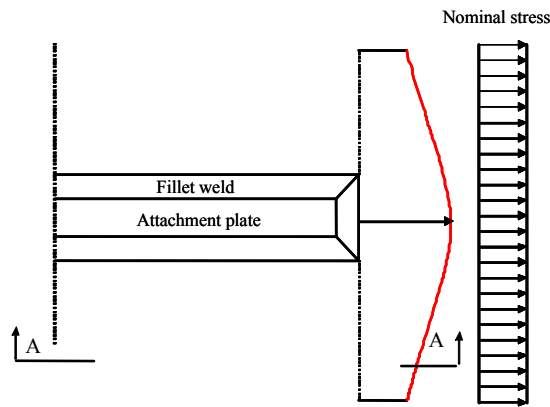 Nominal stress
Fillet weld
Attachment plate
A
A